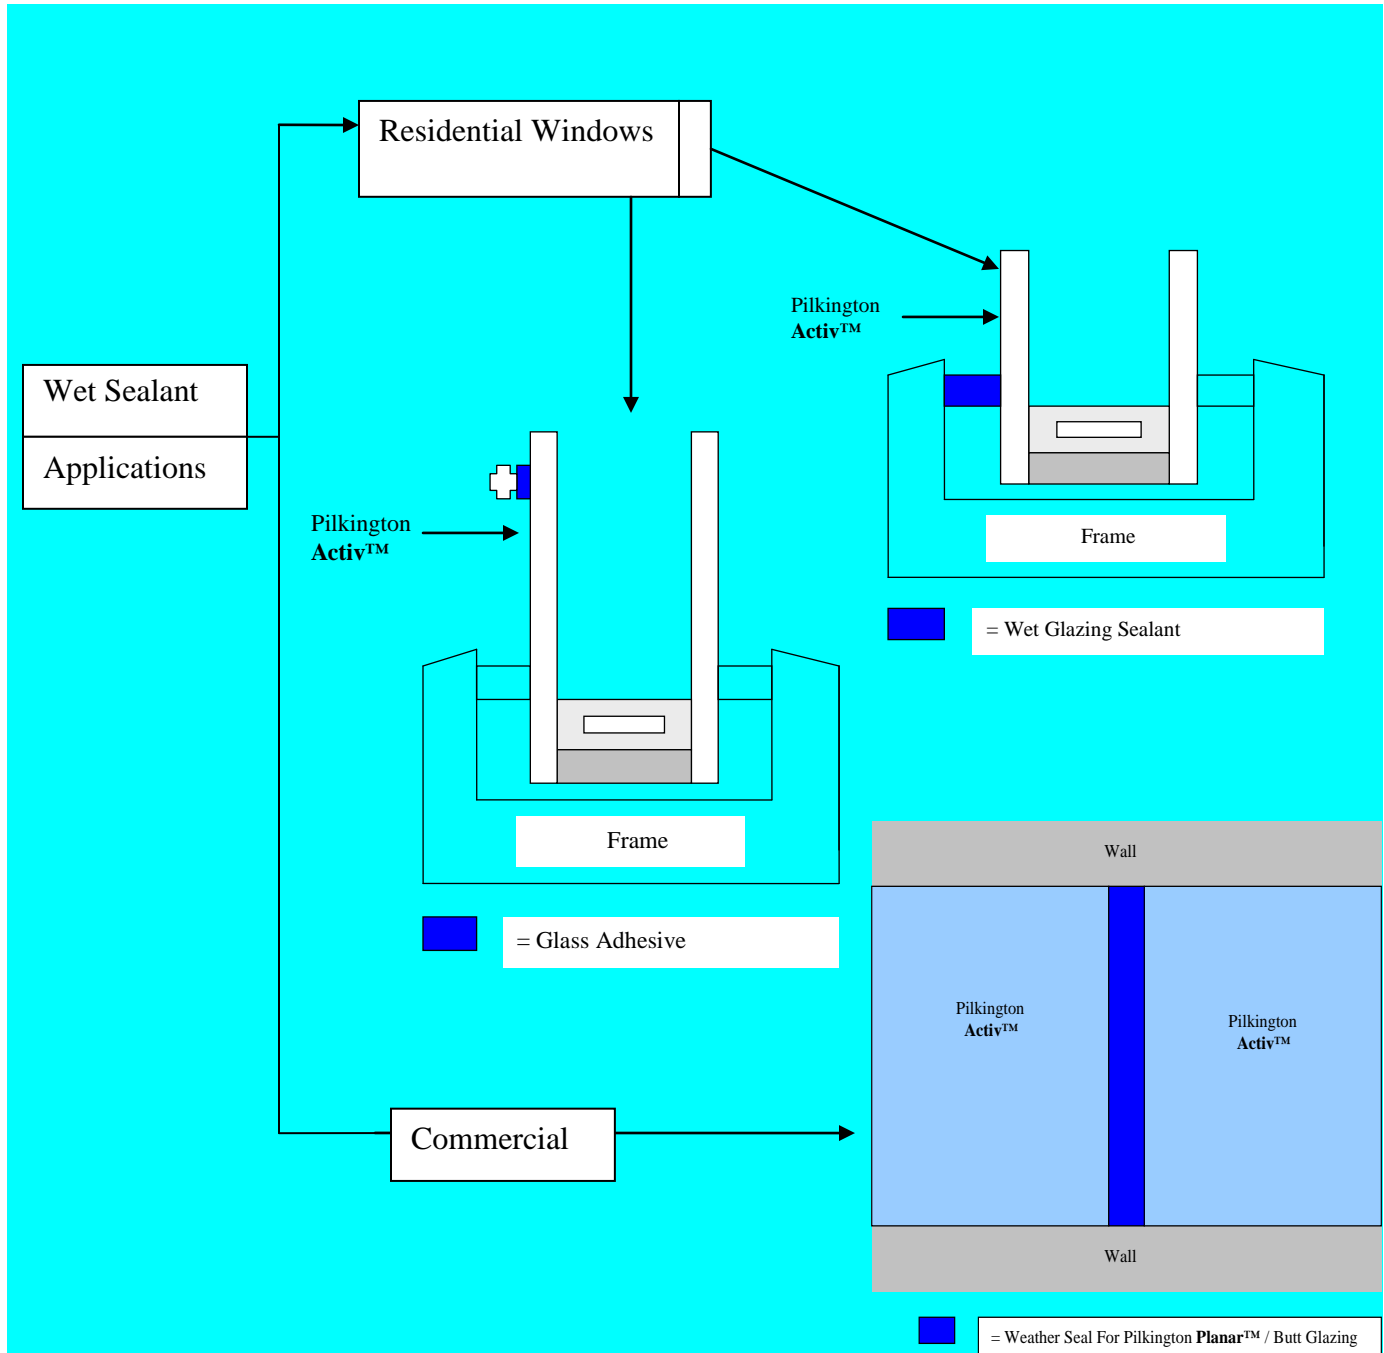 Residential Windows
Pilkington
Activ™
Wet Sealant
Applications
Pilkington
Activ™
Frame
= Wet Glazing Sealant
Frame
= Glass Adhesive
Wall
Pilkington
Activ™
Pilkington
Activ™
Commercial
Wall
= Weather Seal For Pilkington Planar™ / Butt Glazing